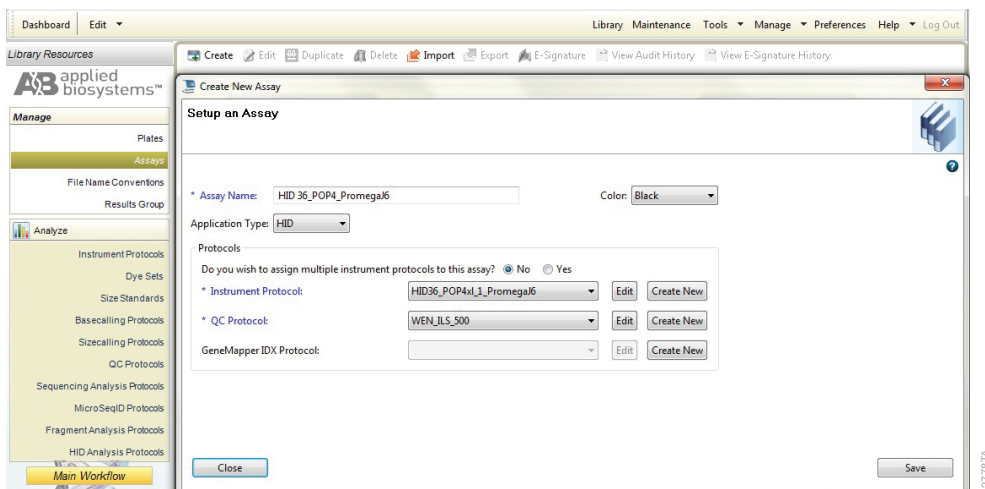 Dashboard Edit Library Maintenance Tools Manage Preferences Help Log Out
Library Resources
Create Edit Duplicate Delete Import Export E-Signature View Audit History View E-Signature History
AB applied biosystems™
Manage
Plates
Assays
File Name Conventions
Results Group
Analyze
Instrument Protocols
Dye Sets
Size Standards
Basecalling Protocols
Sizecalling Protocols
QC Protocols
Sequencing Analysis Protocols
MicroSeqID Protocols
Fragment Analysis Protocols
HID Analysis Protocols
Main Workflow
Create New Assay
Setup an Assay
* Assay Name: HID 36_POP4_PromegaJ6 Color: Black
Application Type: HID
Protocols
Do you wish to assign multiple instrument protocols to this assay? No Yes
* Instrument Protocol: HID36_POP4xl_1_PromegaJ6 Edit Create New
* QC Protocol: WEN_ILS_500 Edit Create New
GeneMapper IDX Protocol: Edit Create New
Close Save